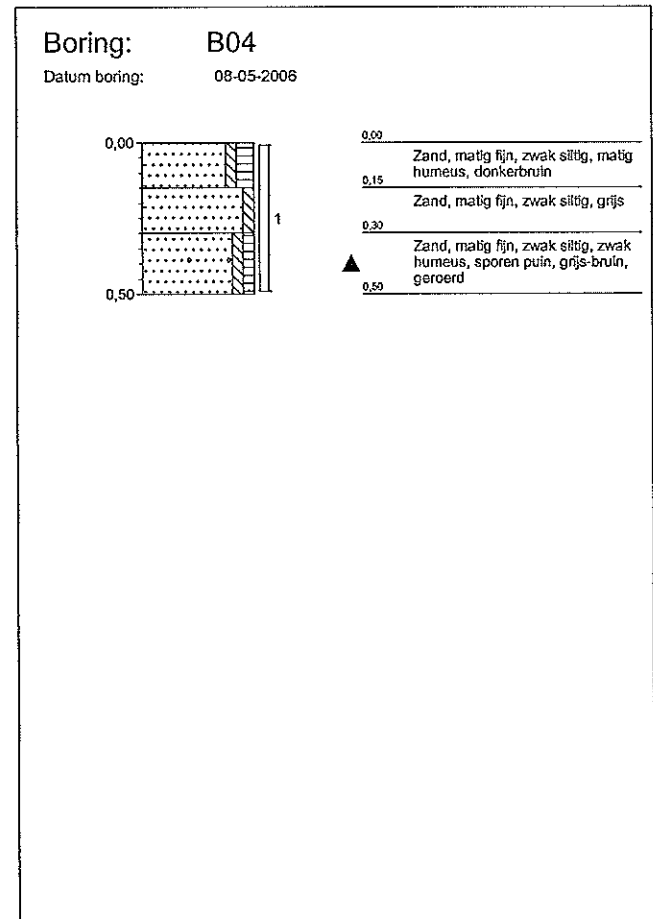 Boring: B04
Datum boring: 08-05-2006
0,00
0,50
1
0,00
Zand, matig fijn, zwak siltig, matig
humeus, donkerbruin
0,15
Zand, matig fijn, zwak siltig, grijs
0,30
Zand, matig fijn, zwak siltig, zwak
humeus, sporen puin, grijs-bruin,
geroerd
0,50